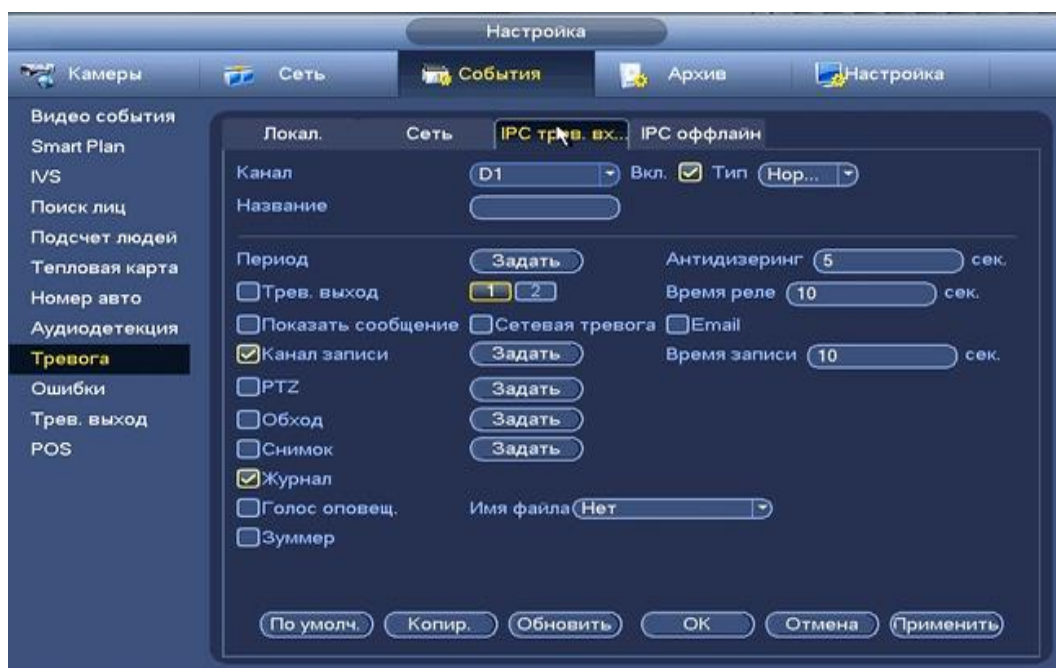 Настройка
Камеры Сеть События Архив Настройка
Видео события
Smart Plan
IVS
Поиск лиц
Подсчет людей
Тепловая карта
Номер авто
Аудиодетекция
Тревога
Ошибки
Трев. выход
POS
Локал. Сеть IPC трев. вх... IPC оффлайн
Канал D1 Вкл. Тип Нор...
Название
Период Задать Антидизеринг 5 сек.
Трев. выход 1 2 Время реле 10 сек.
Показать сообщение Сетевая тревога Email
Канал записи Задать Время записи 10 сек.
PTZ Задать
Обход Задать
Снимок Задать
Журнал
Голос оповещ. Имя файла Нет
Зуммер
По умолч. Копир. Обновить OK Отмена Применить